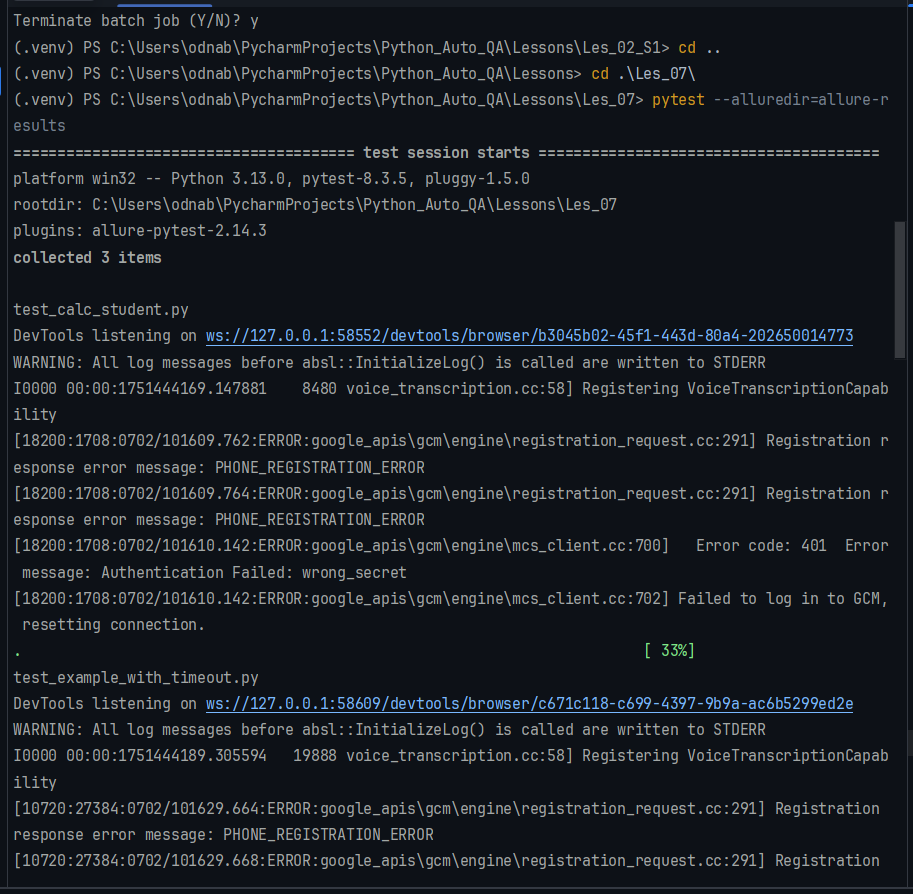 Terminate batch job (Y/N)? y
(.venv) PS C:\Users\odnab\PycharmProjects\Python_Auto_QA\Lessons\Les_02_S1> cd ..
(.venv) PS C:\Users\odnab\PycharmProjects\Python_Auto_QA\Lessons> cd .\Les_07\
(.venv) PS C:\Users\odnab\PycharmProjects\Python_Auto_QA\Lessons\Les_07> pytest --alluredir=allure-r
esults
======================================= test session starts =======================================
platform win32 -- Python 3.13.0, pytest-8.3.5, pluggy-1.5.0
rootdir: C:\Users\odnab\PycharmProjects\Python_Auto_QA\Lessons\Les_07
plugins: allure-pytest-2.14.3
collected 3 items
test_calc_student.py
DevTools listening on ws://127.0.0.1:58552/devtools/browser/b3045b02-45f1-443d-80a4-202650014773
WARNING: All log messages before absl::InitializeLog() is called are written to STDERR
I0000 00:00:1751444169.147881    8480 voice_transcription.cc:58] Registering VoiceTranscriptionCapab
ility
[18200:1708:0702/101609.762:ERROR:google_apis\gcm\engine\registration_request.cc:291] Registration r
esponse error message: PHONE_REGISTRATION_ERROR
[18200:1708:0702/101609.764:ERROR:google_apis\gcm\engine\registration_request.cc:291] Registration r
esponse error message: PHONE_REGISTRATION_ERROR
[18200:1708:0702/101610.142:ERROR:google_apis\gcm\engine\mcs_client.cc:700]   Error code: 401  Error
 message: Authentication Failed: wrong_secret
[18200:1708:0702/101610.142:ERROR:google_apis\gcm\engine\mcs_client.cc:702] Failed to log in to GCM,
 resetting connection.
.                                                                       [ 33%]
test_example_with_timeout.py
DevTools listening on ws://127.0.0.1:58609/devtools/browser/c671c118-c699-4397-9b9a-ac6b5299ed2e
WARNING: All log messages before absl::InitializeLog() is called are written to STDERR
I0000 00:00:1751444189.305594   19888 voice_transcription.cc:58] Registering VoiceTranscriptionCapab
ility
[10720:27384:0702/101629.664:ERROR:google_apis\gcm\engine\registration_request.cc:291] Registration
response error message: PHONE_REGISTRATION_ERROR
[10720:27384:0702/101629.668:ERROR:google_apis\gcm\engine\registration_request.cc:291] Registration